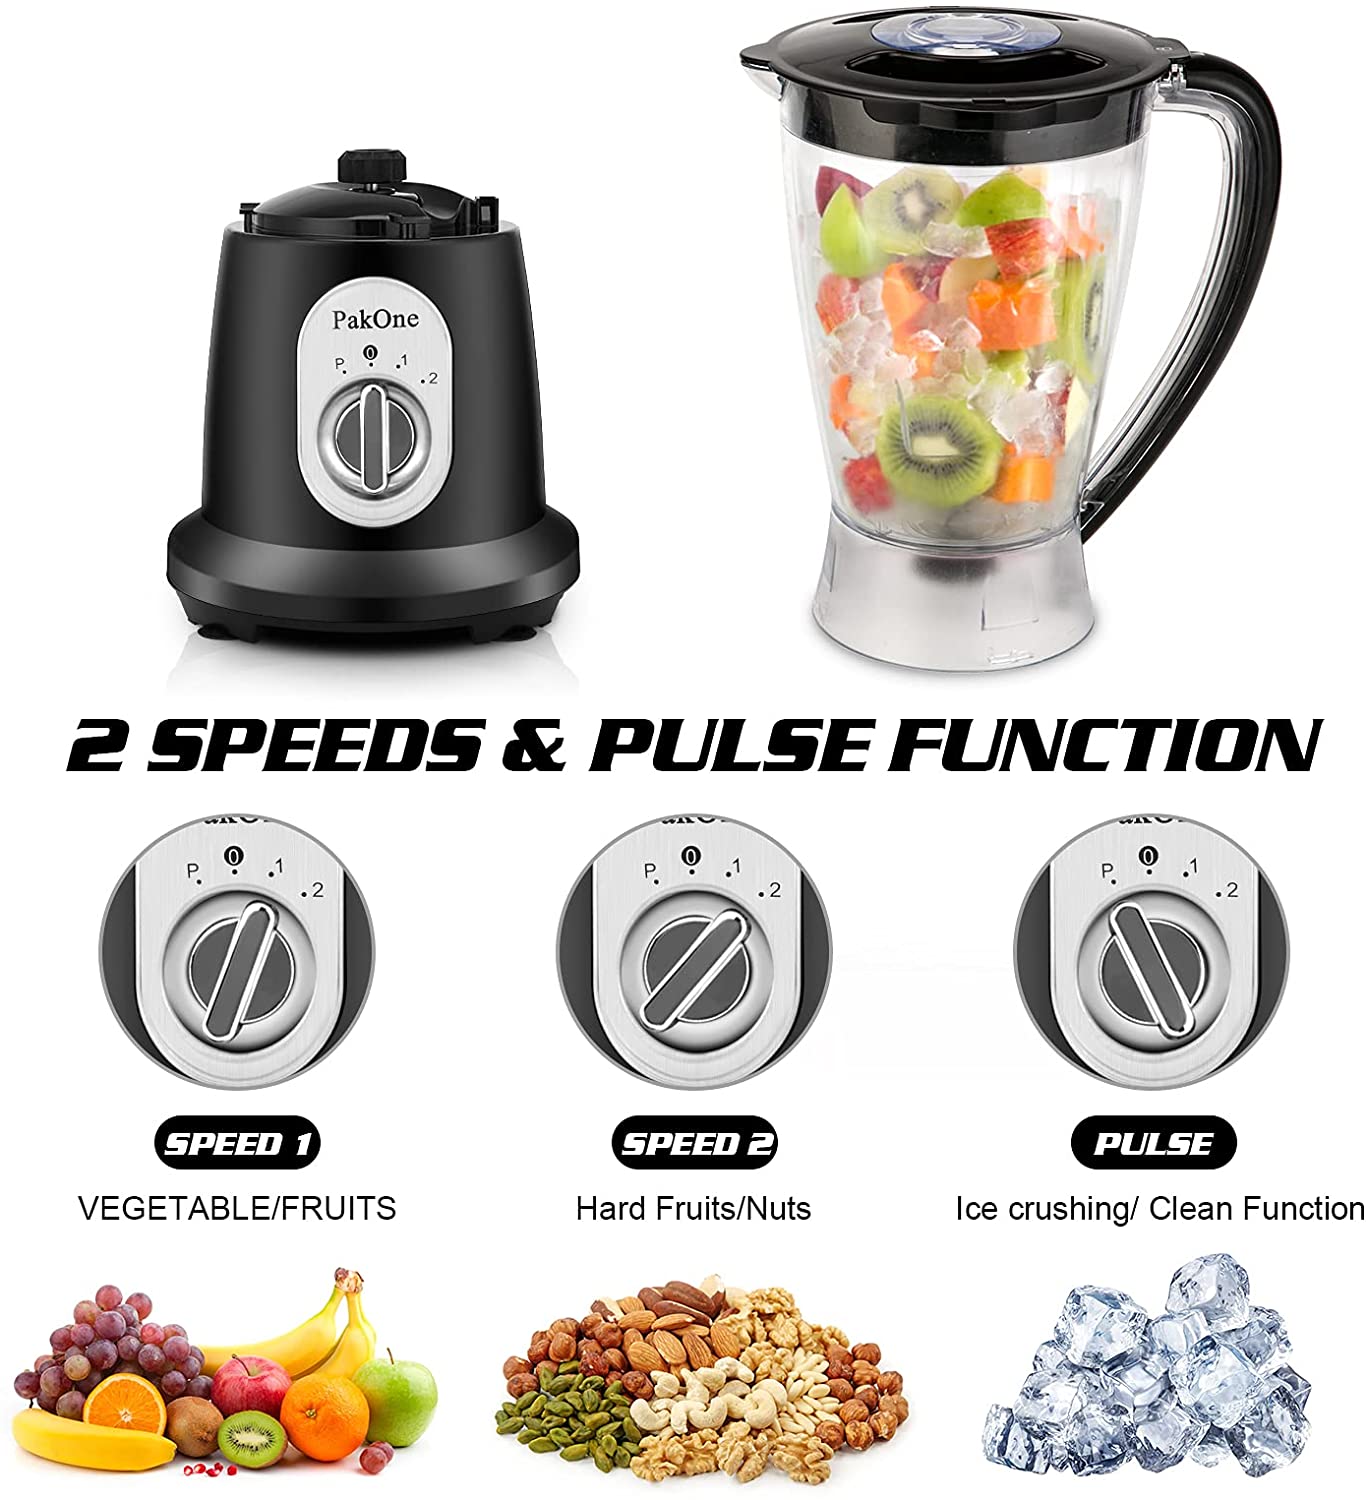 PakOne
P 0 1 2
2 SPEEDS & PULSE FUNCTION
P 0 1 2
P 0 1 2
P 0 1 2
SPEED 1
SPEED 2
PULSE
VEGETABLE/FRUITS
Hard Fruits/Nuts
Ice crushing/ Clean Function